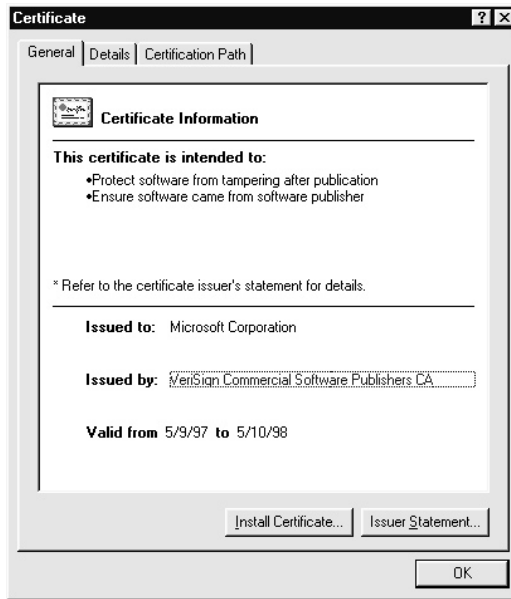 Certificate
General Details Certification Path
Certificate Information
This certificate is intended to:
•Protect software from tampering after publication
•Ensure software came from software publisher
* Refer to the certificate issuer's statement for details.
Issued to: Microsoft Corporation
Issued by: VeriSign Commercial Software Publishers CA
Valid from 5/9/97 to 5/10/98
Install Certificate... Issuer Statement...
OK